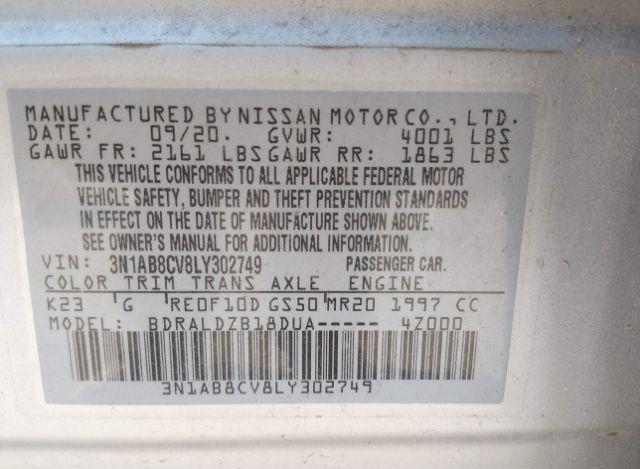 MANUFACTURED BY NISSAN MOTOR CO., LTD.
DATE: 09/20. GVWR: 4001 LBS
GAWR FR: 2161 LBS GAWR RR: 1863 LBS
THIS VEHICLE CONFORMS TO ALL APPLICABLE FEDERAL MOTOR
VEHICLE SAFETY, BUMPER AND THEFT PREVENTION STANDARDS
IN EFFECT ON THE DATE OF MANUFACTURE SHOWN ABOVE.
SEE OWNER'S MANUAL FOR ADDITIONAL INFORMATION.
VIN: 3N1AB8CV8LY302749 PASSENGER CAR.
COLOR TRIM TRANS AXLE ENGINE
K23 G RE0F10D GS50 MR20 1997 CC
MODEL: BDRALDZB18DUA----- 4Z000
3N1AB8CV8LY302749